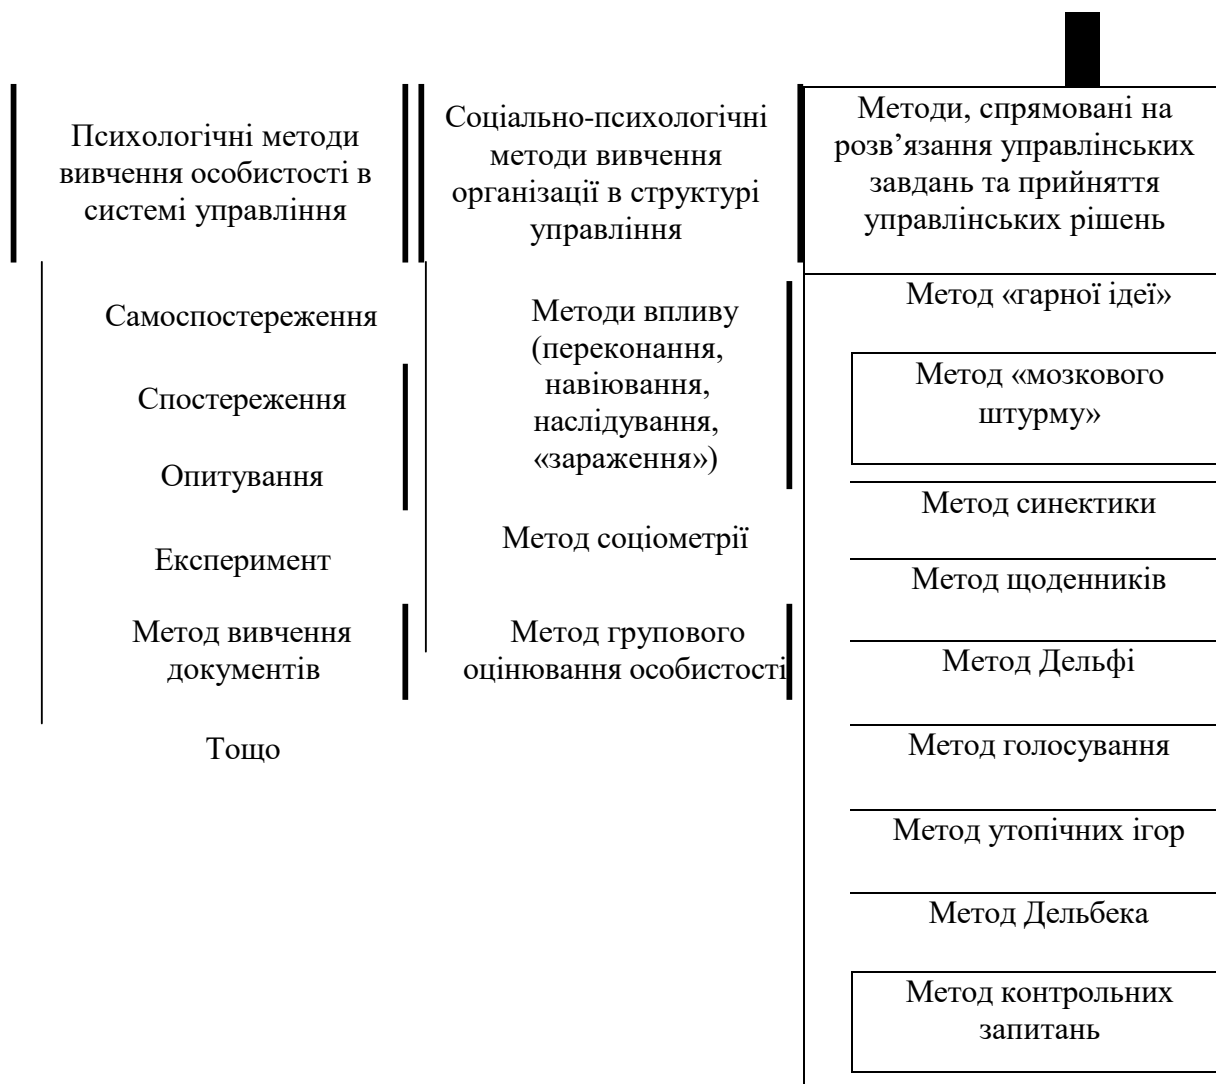 Психологічні методи
вивчення особистості в
системі управління
Самоспостереження
Спостереження
Опитування
Експеримент
Метод вивчення
документів
Тощо
Соціально-психологічні
методи вивчення
організації в структурі
управління
Методи впливу
(переконання,
навіювання,
наслідування,
«зараження»)
Метод соціометрії
Метод групового
оцінювання особистості
Методи, спрямовані на
розв’язання управлінських
завдань та прийняття
управлінських рішень
Метод «гарної ідеї»
Метод «мозкового
штурму»
Метод синектики
Метод щоденників
Метод Дельфі
Метод голосування
Метод утопічних ігор
Метод Дельбека
Метод контрольних
запитань